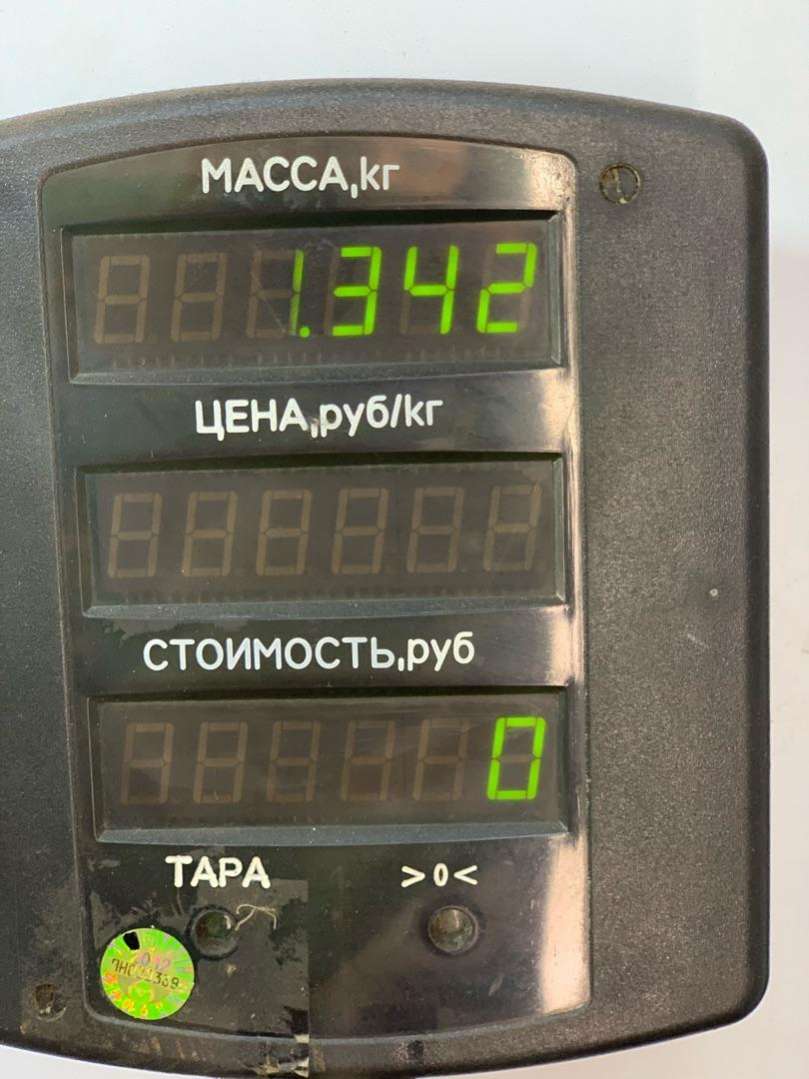 МАССА,кг
1.342
ЦЕНА,руб/кг
СТОИМОСТЬ,руб
0
ТАРА >0<